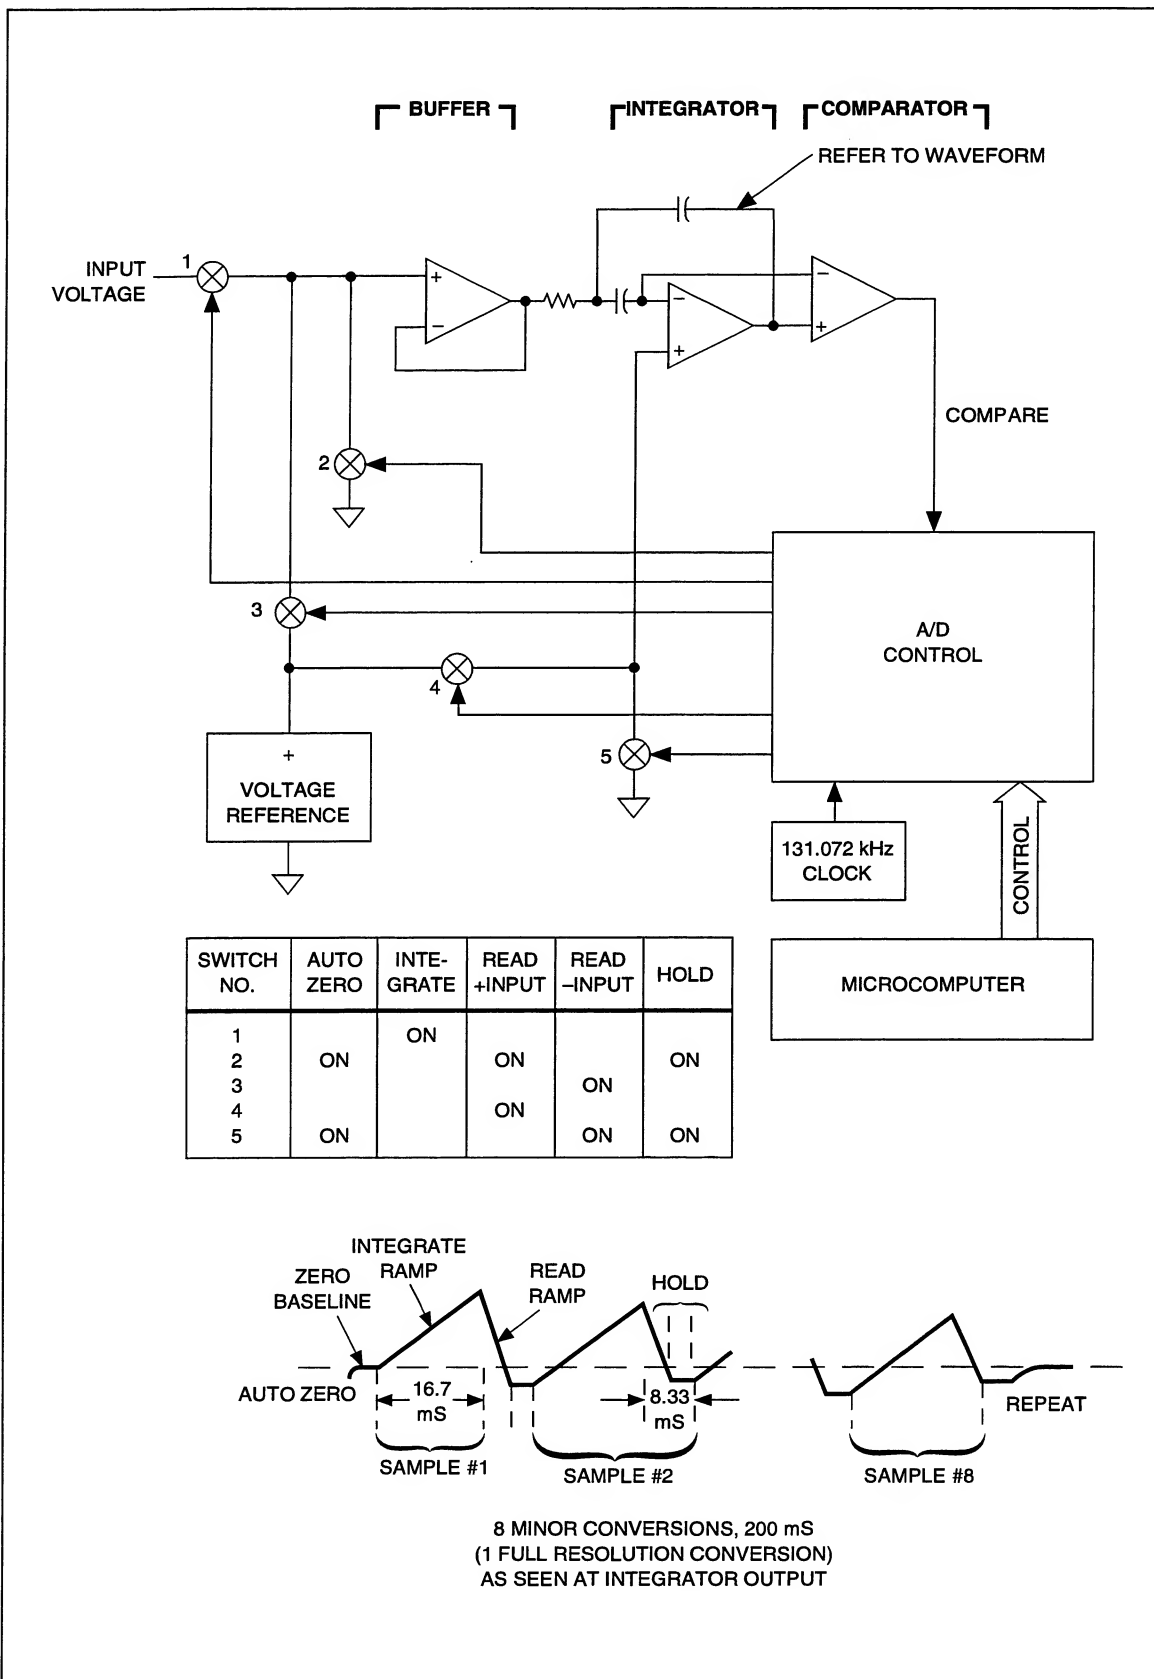 BUFFER
INTEGRATOR
COMPARATOR
REFER TO WAVEFORM
INPUT
VOLTAGE
1
+
−
−
+
−
+
COMPARE
2
3
A/D
CONTROL
4
5
+
VOLTAGE
REFERENCE
131.072 kHz
CLOCK
CONTROL
MICROCOMPUTER
SWITCH NO. AUTO ZERO INTE-GRATE READ +INPUT READ −INPUT HOLD
1 ON
2 ON ON ON
3 ON
4 ON
5 ON ON ON
INTEGRATE
RAMP
ZERO
BASELINE
READ
RAMP
HOLD
AUTO ZERO
16.7
mS
8.33
mS
REPEAT
SAMPLE #1
SAMPLE #2
SAMPLE #8
8 MINOR CONVERSIONS, 200 mS
(1 FULL RESOLUTION CONVERSION)
AS SEEN AT INTEGRATOR OUTPUT